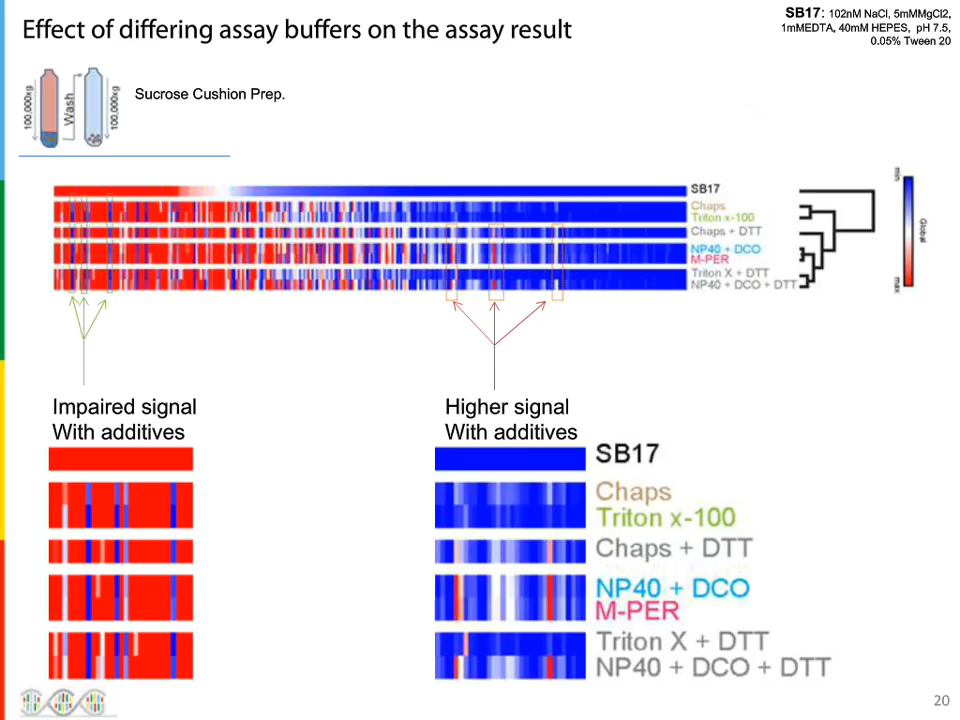 Effect of differing assay buffers on the assay result
SB17: 102nM NaCl, 5mMMgCl2,
1mMEDTA, 40mM HEPES, pH 7.5,
0.05% Tween 20
100,000xg
Wash
100,000xg
Sucrose Cushion Prep.
SB17
Chaps
Triton x-100
Chaps + DTT
NP40 + DCO
M-PER
Triton X + DTT
NP40 + DCO + DTT
min
Global
max
Impaired signal
With additives
Higher signal
With additives
SB17
Chaps
Triton x-100
Chaps + DTT
NP40 + DCO
M-PER
Triton X + DTT
NP40 + DCO + DTT
20